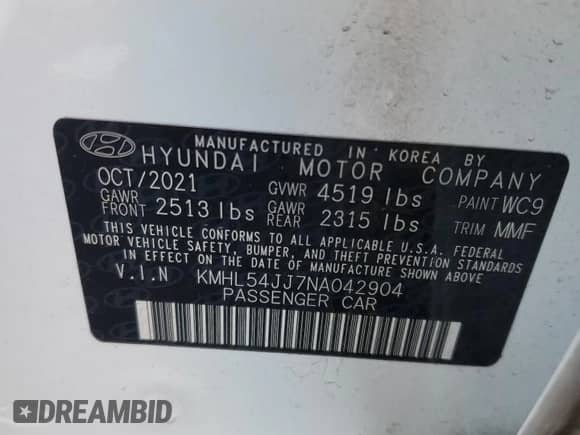 MANUFACTURED IN KOREA BY
HYUNDAI MOTOR COMPANY
OCT/2021 GVWR 4519 lbs PAINT WC9
GAWR FRONT 2513 lbs GAWR REAR 2315 lbs TRIM MMF
THIS VEHICLE CONFORMS TO ALL APPLICABLE U.S.A. FEDERAL
MOTOR VEHICLE SAFETY, BUMPER, AND THEFT PREVENTION STANDARDS
IN EFFECT ON THE DATE OF MANUFACTURE SHOWN ABOVE
V.I.N KMHL54JJ7NA042904
PASSENGER CAR
DREAMBID